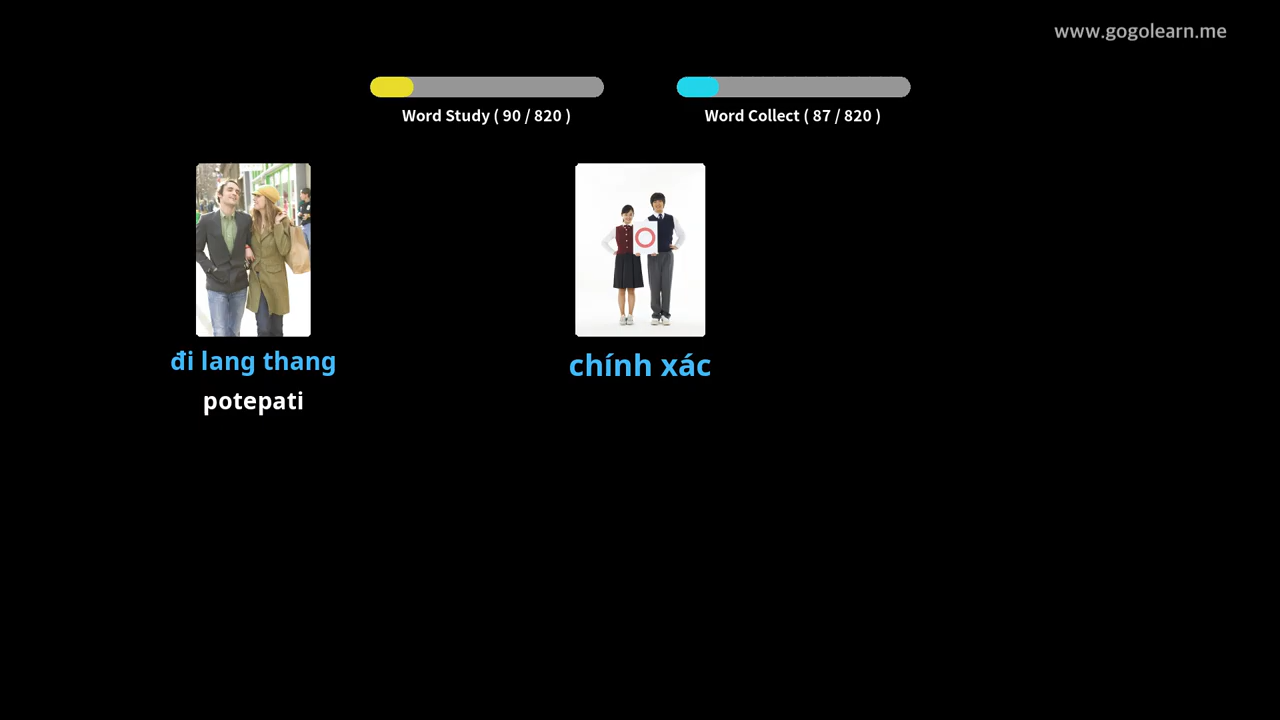 www.gogolearn.me
Word Study ( 90 / 820 )
Word Collect ( 87 / 820 )
đi lang thang
potepati
chính xác